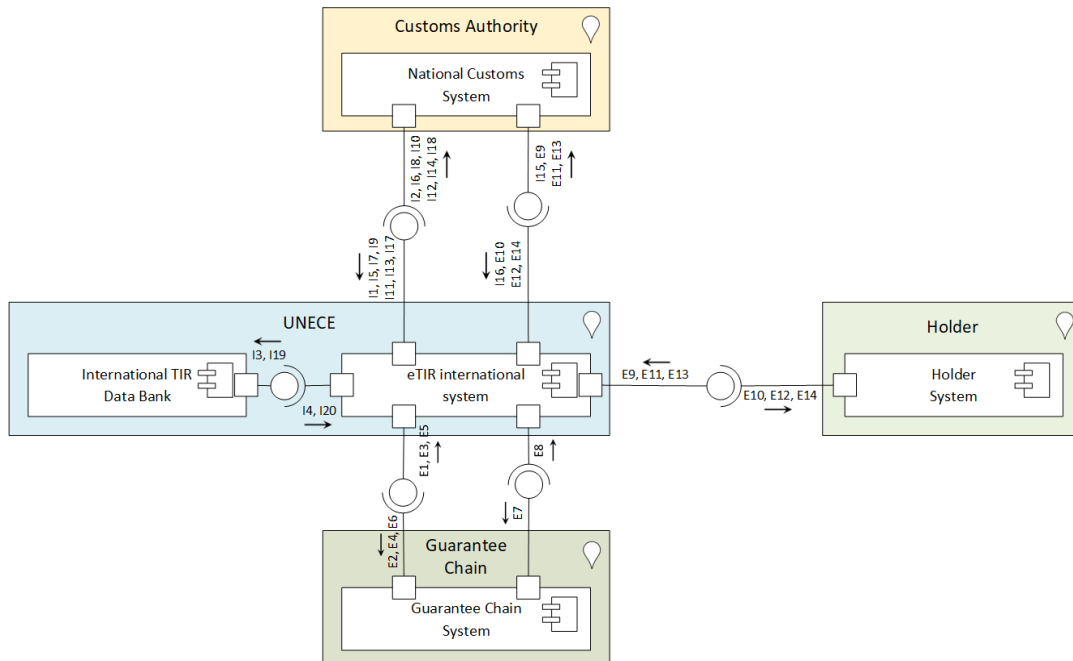 Customs Authority
National Customs
System
I2, I6, I8, I10
I12, I14, I18
I15, E9
E11, E13
I1, I5, I7, I9
I11, I13, I17
I16, E10
E12, E14
UNECE
Holder
I3, I19
International TIR
Data Bank
eTIR international
system
E9, E11, E13
Holder
System
I4, I20
E10, E12, E14
E1, E3, E5
E8
E2, E4, E6
E7
Guarantee
Chain
Guarantee Chain
System